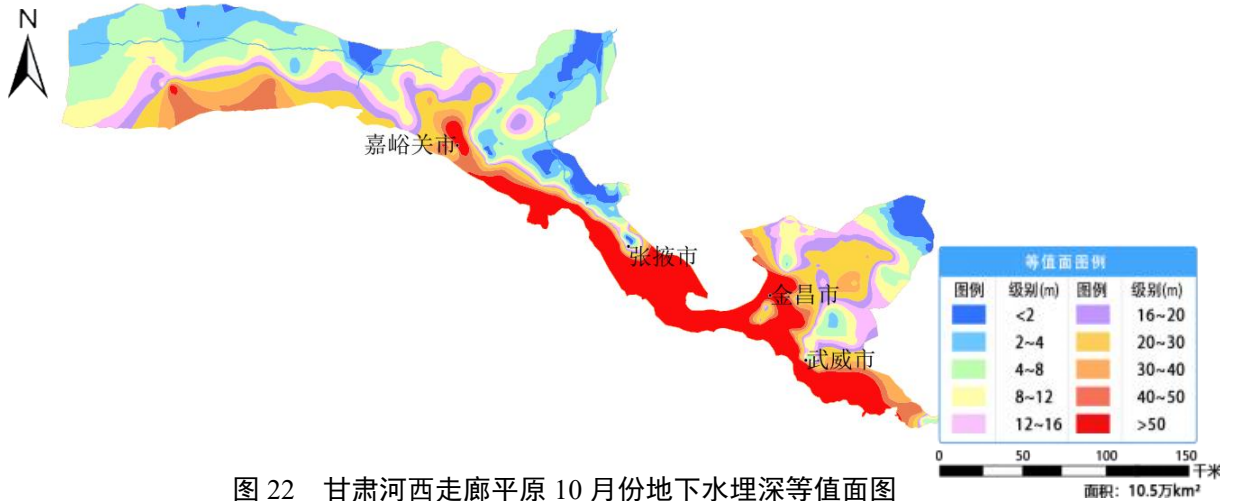 N
嘉峪关市
张掖市
金昌市
武威市
等值面图例
图例 级别(m) 图例 级别(m)
<2 16~20
2~4 20~30
4~8 30~40
8~12 40~50
12~16 >50
0 50 100 150
千米
面积：10.5万km²
图 22 甘肃河西走廊平原 10 月份地下水埋深等值面图